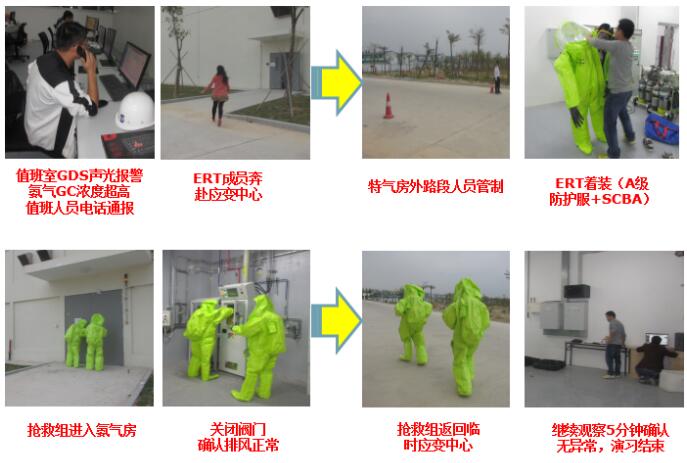 值班室GDS声光报警
氨气GC浓度超高
值班人员电话通报
ERT成员奔
赴应变中心
特气房外路段人员管制
ERT着装（A级
防护服+SCBA）
抢救组进入氨气房
关闭阀门
确认排风正常
抢救组返回临
时应变中心
继续观察5分钟确认
无异常，演习结束